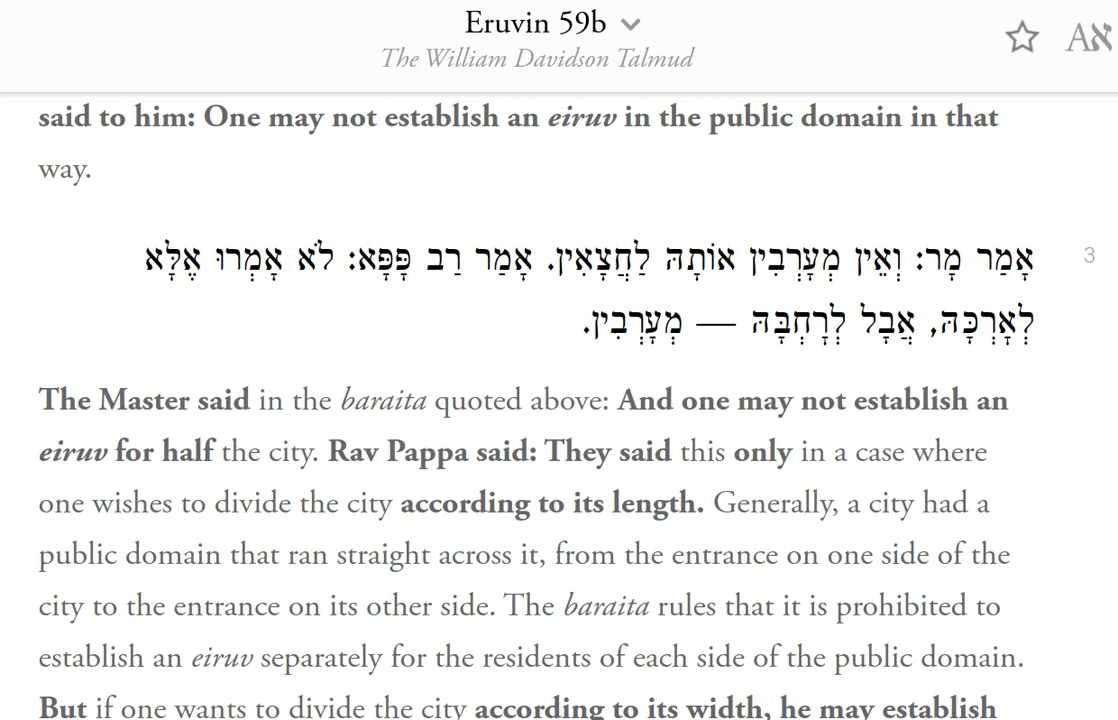 Eruvin 59b
The William Davidson Talmud
Aא
said to him: One may not establish an eiruv in the public domain in that
way.
אָמַר מָר: וְאֵין מְעָרְבִין אוֹתָהּ לַחֲצָאִין. אָמַר רַב פָּפָּא: לֹא אָמְרוּ אֶלָּא
3
לְאׇרְכָּהּ, אֲבָל לְרׇחְבָּהּ — מְעָרְבִין.
The Master said in the baraita quoted above: And one may not establish an
eiruv for half the city. Rav Pappa said: They said this only in a case where
one wishes to divide the city according to its length. Generally, a city had a
public domain that ran straight across it, from the entrance on one side of the
city to the entrance on its other side. The baraita rules that it is prohibited to
establish an eiruv separately for the residents of each side of the public domain.
But if one wants to divide the city according to its width, he may establish